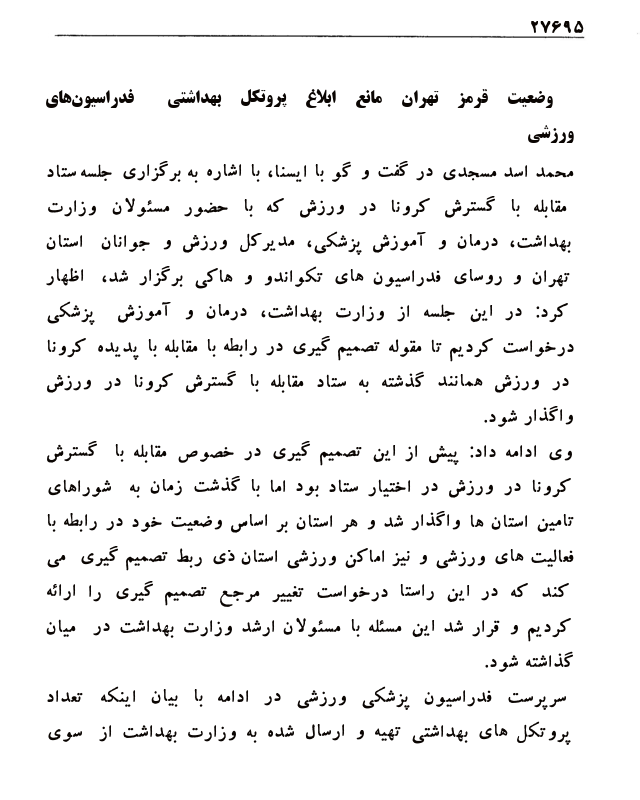 ۲۷۶۹۵
وضعیت قرمز تهران مانع ابلاغ پروتکل بهداشتی فدراسیون‌های
ورزشی
محمد اسد مسجدی در گفت و گو با ایسنا، با اشاره به برگزاری جلسه ستاد
مقابله با گسترش کرونا در ورزش که با حضور مسئولان وزارت
بهداشت، درمان و آموزش پزشکی، مدیرکل ورزش و جوانان استان
تهران و روسای فدراسیون های تکواندو و هاکی برگزار شد، اظهار
کرد: در این جلسه از وزارت بهداشت، درمان و آموزش پزشکی
درخواست کردیم تا مقوله تصمیم گیری در رابطه با مقابله با پدیده کرونا
در ورزش همانند گذشته به ستاد مقابله با گسترش کرونا در ورزش
واگذار شود.
وی ادامه داد: پیش از این تصمیم گیری در خصوص مقابله با گسترش
کرونا در ورزش در اختیار ستاد بود اما با گذشت زمان به شوراهای
تامین استان ها واگذار شد و هر استان بر اساس وضعیت خود در رابطه با
فعالیت های ورزشی و نیز اماکن ورزشی استان ذی ربط تصمیم گیری می
کند که در این راستا درخواست تغییر مرجع تصمیم گیری را ارائه
کردیم و قرار شد این مسئله با مسئولان ارشد وزارت بهداشت در میان
گذاشته شود.
سرپرست فدراسیون پزشکی ورزشی در ادامه با بیان اینکه تعداد
پروتکل های بهداشتی تهیه و ارسال شده به وزارت بهداشت از سوی